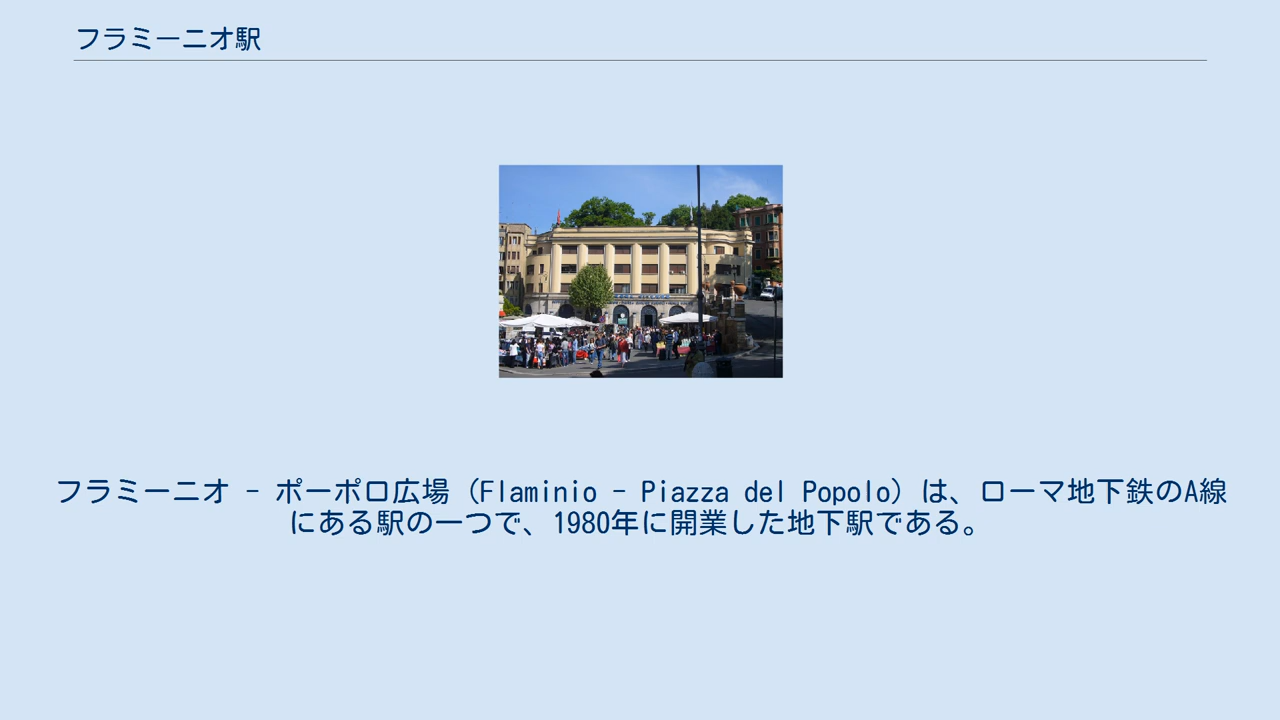 フラミーニオ駅
フラミーニオ - ポーポロ広場 (Flaminio - Piazza del Popolo) は、ローマ地下鉄のA線
にある駅の一つで、1980年に開業した地下駅である。